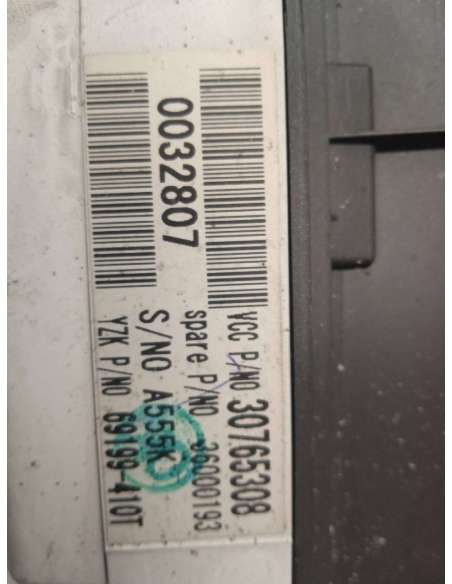 VCC P/NO 30765308
spare P/NO 36000193
0032807
S/NO A555K
YZK P/NO 69199-410T